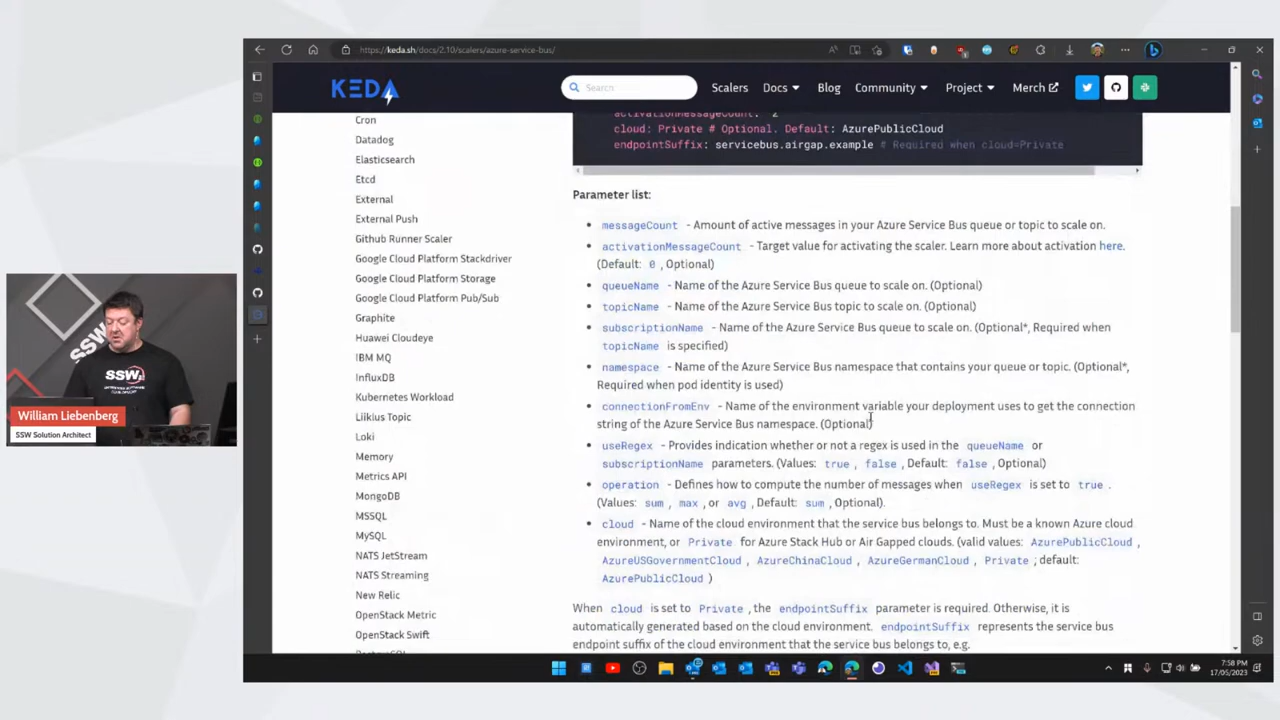 https://keda.sh/docs/2.10/scalers/azure-service-bus/
KEDA
Search
Scalers
Docs
Blog
Community
Project
Merch
Cron
Datadog
Elasticsearch
Etcd
External
External Push
Github Runner Scaler
Google Cloud Platform Stackdriver
Google Cloud Platform Storage
Google Cloud Platform Pub/Sub
Graphite
Huawei Cloudeye
IBM MQ
InfluxDB
Kubernetes Workload
Liiklus Topic
Loki
Memory
Metrics API
MongoDB
MSSQL
MySQL
NATS JetStream
NATS Streaming
New Relic
OpenStack Metric
OpenStack Swift
activationMessageCount: "2"
cloud: Private # Optional. Default: AzurePublicCloud
endpointSuffix: servicebus.airgap.example # Required when cloud=Private
Parameter list:
messageCount - Amount of active messages in your Azure Service Bus queue or topic to scale on.
activationMessageCount - Target value for activating the scaler. Learn more about activation here.
(Default: 0 , Optional)
queueName - Name of the Azure Service Bus queue to scale on. (Optional)
topicName - Name of the Azure Service Bus topic to scale on. (Optional)
subscriptionName - Name of the Azure Service Bus queue to scale on. (Optional*, Required when
topicName is specified)
namespace - Name of the Azure Service Bus namespace that contains your queue or topic. (Optional*,
Required when pod identity is used)
connectionFromEnv - Name of the environment variable your deployment uses to get the connection
string of the Azure Service Bus namespace. (Optional)
useRegex - Provides indication whether or not a regex is used in the queueName or
subscriptionName parameters. (Values: true , false , Default: false , Optional)
operation - Defines how to compute the number of messages when useRegex is set to true .
(Values: sum , max , or avg , Default: sum , Optional).
cloud - Name of the cloud environment that the service bus belongs to. Must be a known Azure cloud
environment, or Private for Azure Stack Hub or Air Gapped clouds. (valid values: AzurePublicCloud ,
AzureUSGovernmentCloud , AzureChinaCloud , AzureGermanCloud , Private ; default:
AzurePublicCloud )
When cloud is set to Private , the endpointSuffix parameter is required. Otherwise, it is
automatically generated based on the cloud environment. endpointSuffix represents the service bus
endpoint suffix of the cloud environment that the service bus belongs to, e.g.
SSW
SSW
William Liebenberg
SSW Solution Architect
7:58 PM
17/05/2023